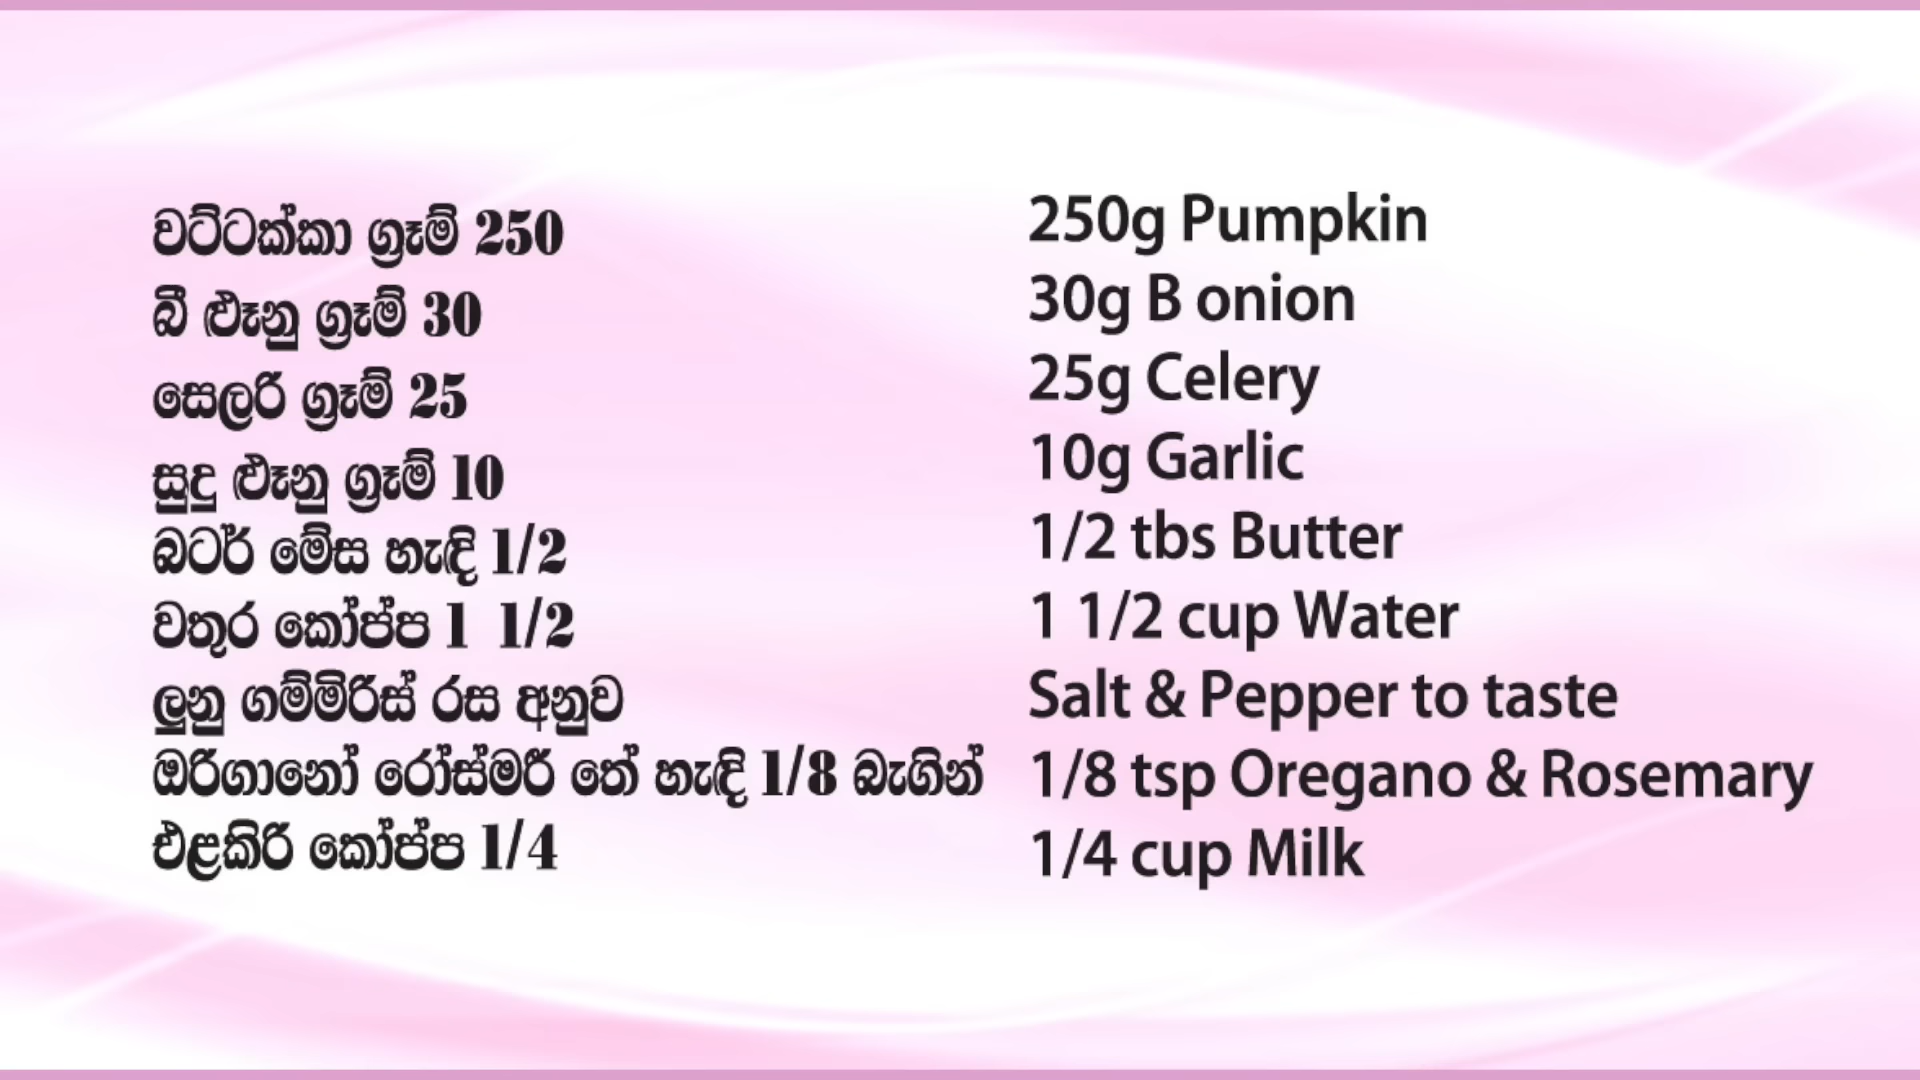 වට්ටක්කා ග්‍රෑම් 250
බී ළූනු ග්‍රෑම් 30
සෙලරි ග්‍රෑම් 25
සුදු ළූනු ග්‍රෑම් 10
බටර් මේස හැඳි 1/2
වතුර කෝප්ප 1 1/2
ලුනු ගම්මිරිස් රස අනුව
ඔරිගානෝ රෝස්මරී තේ හැඳි 1/8 බැගින්
එළකිරි කෝප්ප 1/4
250g Pumpkin
30g B onion
25g Celery
10g Garlic
1/2 tbs Butter
1 1/2 cup Water
Salt & Pepper to taste
1/8 tsp Oregano & Rosemary
1/4 cup Milk